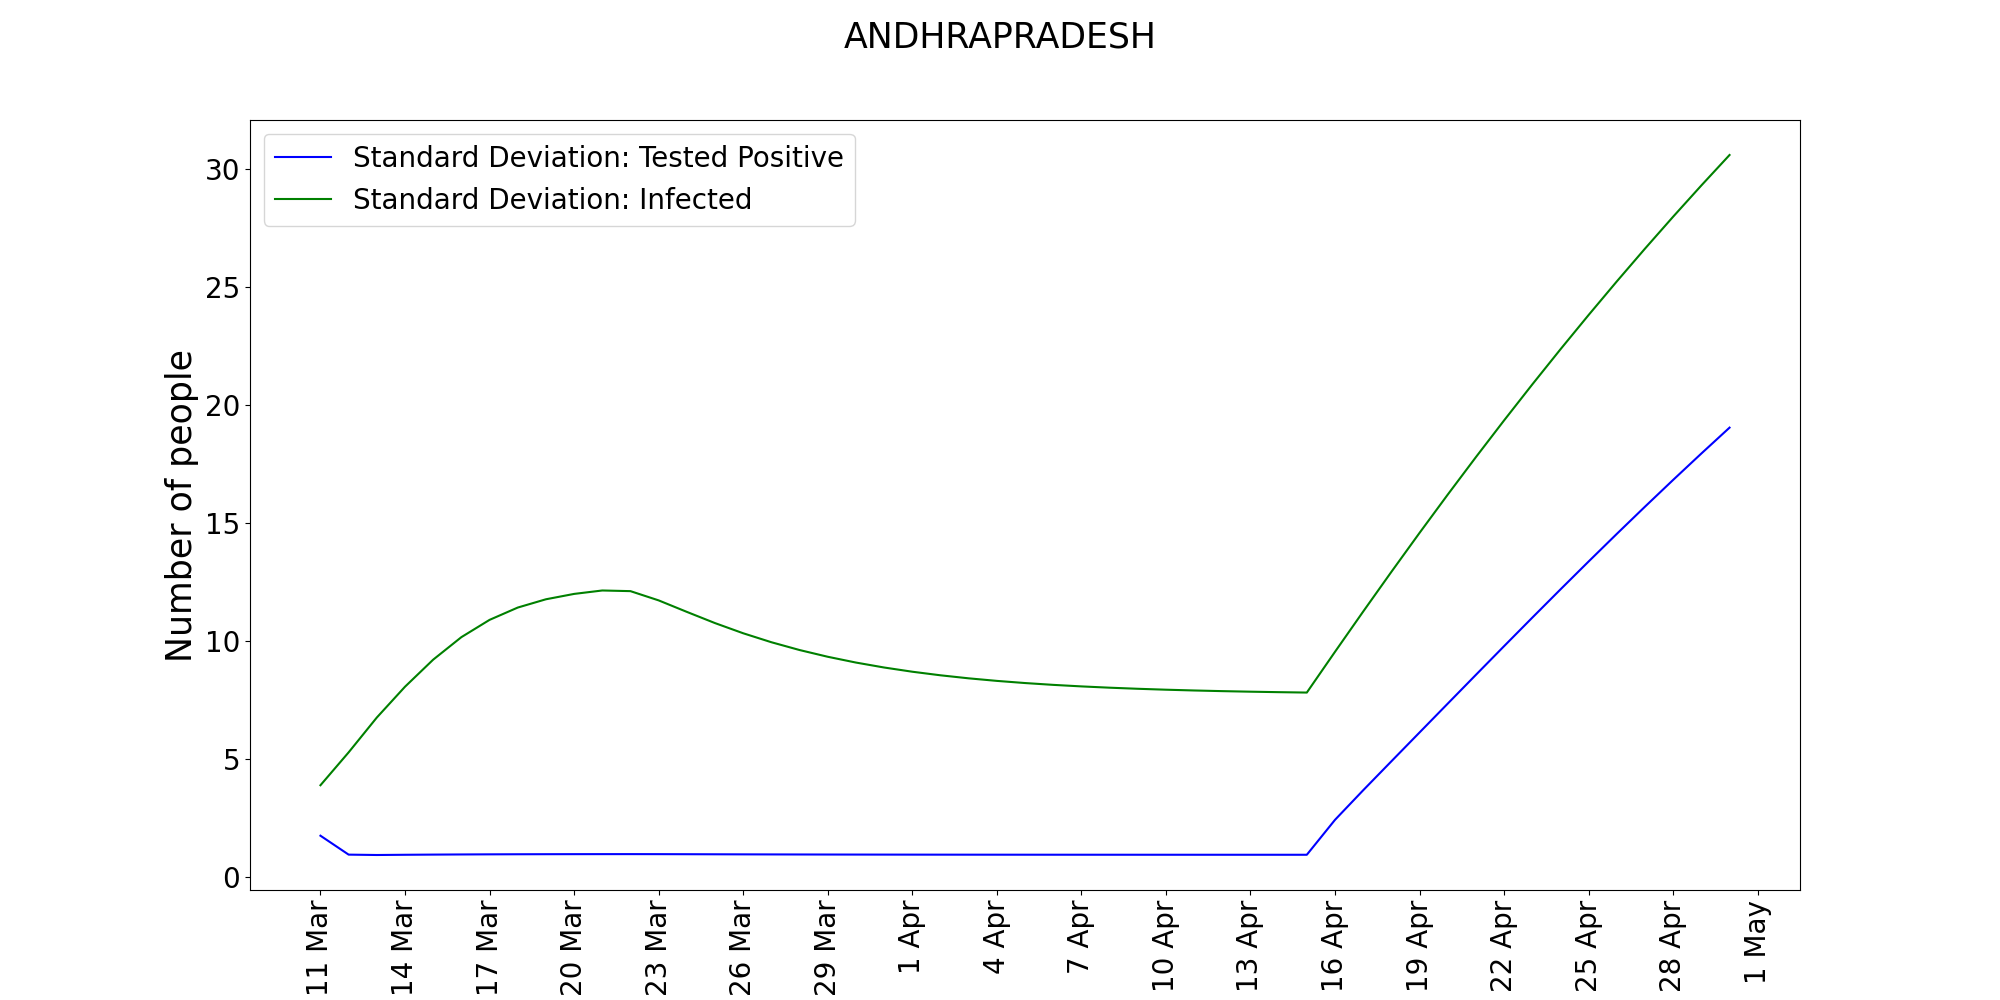 ANDHRAPRADESH
Standard Deviation: Tested Positive
Standard Deviation: Infected
Number of people
30
25
20
15
10
5
0
11 Mar
14 Mar
17 Mar
20 Mar
23 Mar
26 Mar
29 Mar
1 Apr
4 Apr
7 Apr
10 Apr
13 Apr
16 Apr
19 Apr
22 Apr
25 Apr
28 Apr
1 May